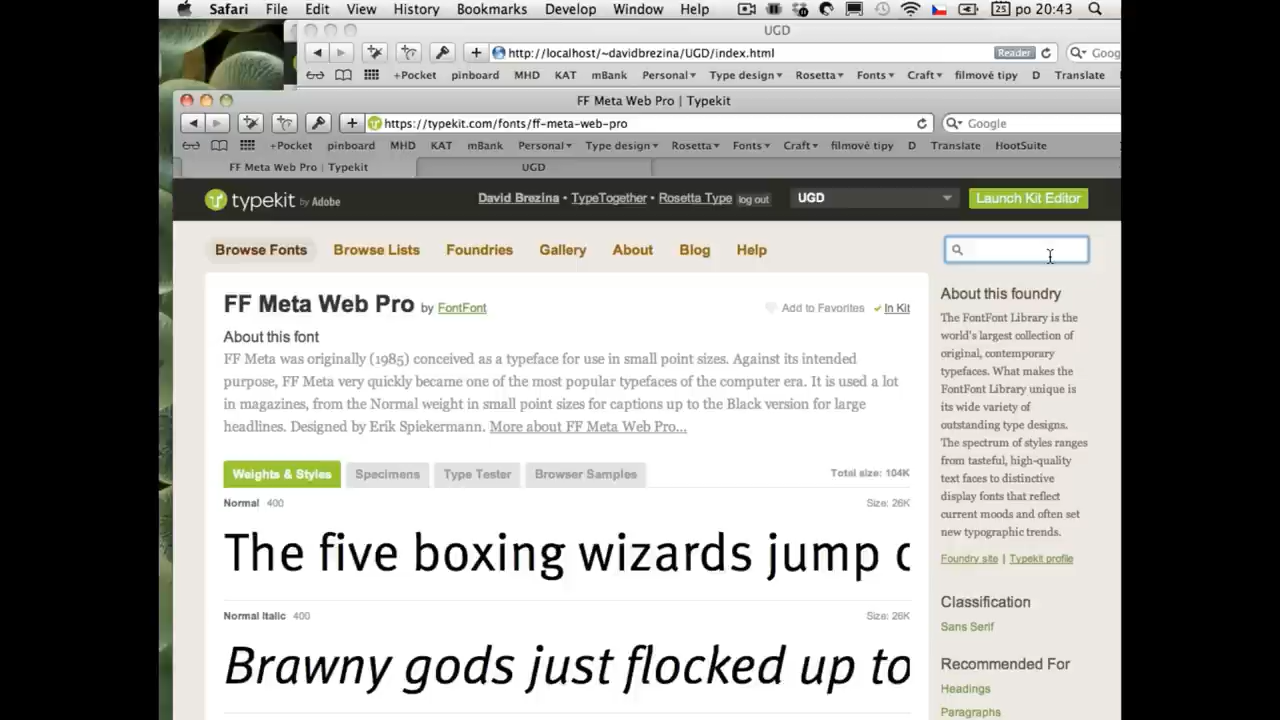 Safari File Edit View History Bookmarks Develop Window Help 25 po 20:43
UGD
http://localhost/~davidbrezina/UGD/index.html Reader Goog
+Pocket pinboard MHD KAT mBank Personal Type design Rosetta Fonts Craft filmové tipy D Translate
FF Meta Web Pro | Typekit
https://typekit.com/fonts/ff-meta-web-pro Google
+Pocket pinboard MHD KAT mBank Personal Type design Rosetta Fonts Craft filmové tipy D Translate HootSuite
FF Meta Web Pro | Typekit UGD
typekit by Adobe David Brezina • TypeTogether • Rosetta Type log out UGD Launch Kit Editor
Browse Fonts Browse Lists Foundries Gallery About Blog Help
FF Meta Web Pro by FontFont Add to Favorites In Kit
About this font
FF Meta was originally (1985) conceived as a typeface for use in small point sizes. Against its intended
purpose, FF Meta very quickly became one of the most popular typefaces of the computer era. It is used a lot
in magazines, from the Normal weight in small point sizes for captions up to the Black version for large
headlines. Designed by Erik Spiekermann. More about FF Meta Web Pro...
Weights & Styles Specimens Type Tester Browser Samples Total size: 104K
Normal 400 Size: 26K
The five boxing wizards jump
Normal Italic 400 Size: 26K
Brawny gods just flocked up to
About this foundry
The FontFont Library is the
world's largest collection of
original, contemporary
typefaces. What makes the
FontFont Library unique is
its wide variety of
outstanding type designs.
The spectrum of styles ranges
from tasteful, high-quality
text faces to distinctive
display fonts that reflect
current moods and often set
new typographic trends.
Foundry site | Typekit profile
Classification
Sans Serif
Recommended For
Headings
Paragraphs